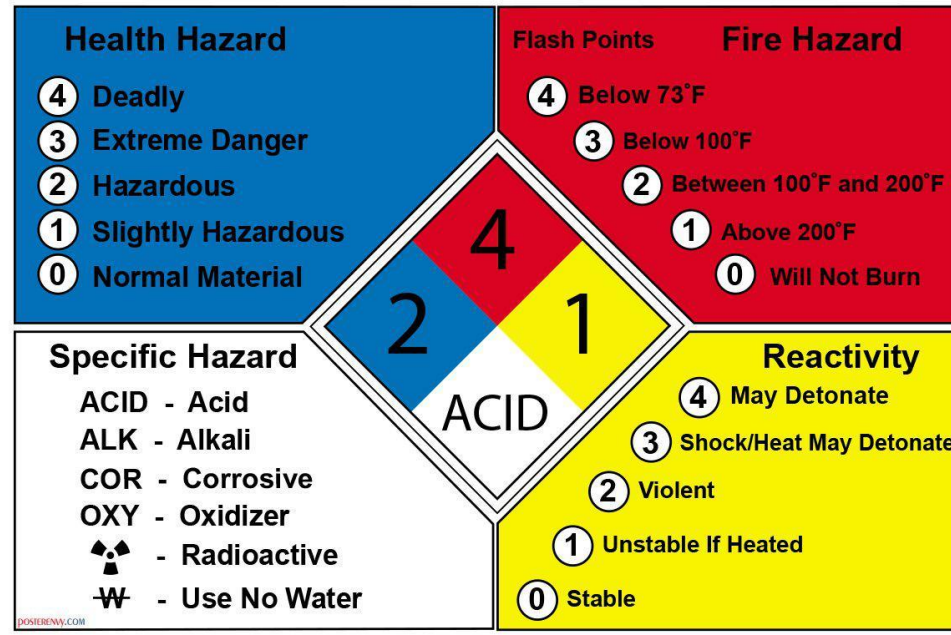 Health Hazard
4 Deadly
3 Extreme Danger
2 Hazardous
1 Slightly Hazardous
0 Normal Material
Flash Points Fire Hazard
4 Below 73°F
3 Below 100°F
2 Between 100°F and 200°F
1 Above 200°F
0 Will Not Burn
4
2
1
ACID
Specific Hazard
ACID - Acid
ALK - Alkali
COR - Corrosive
OXY - Oxidizer
- Radioactive
W - Use No Water
POSTERENVY.COM
Reactivity
4 May Detonate
3 Shock/Heat May Detonate
2 Violent
1 Unstable If Heated
0 Stable